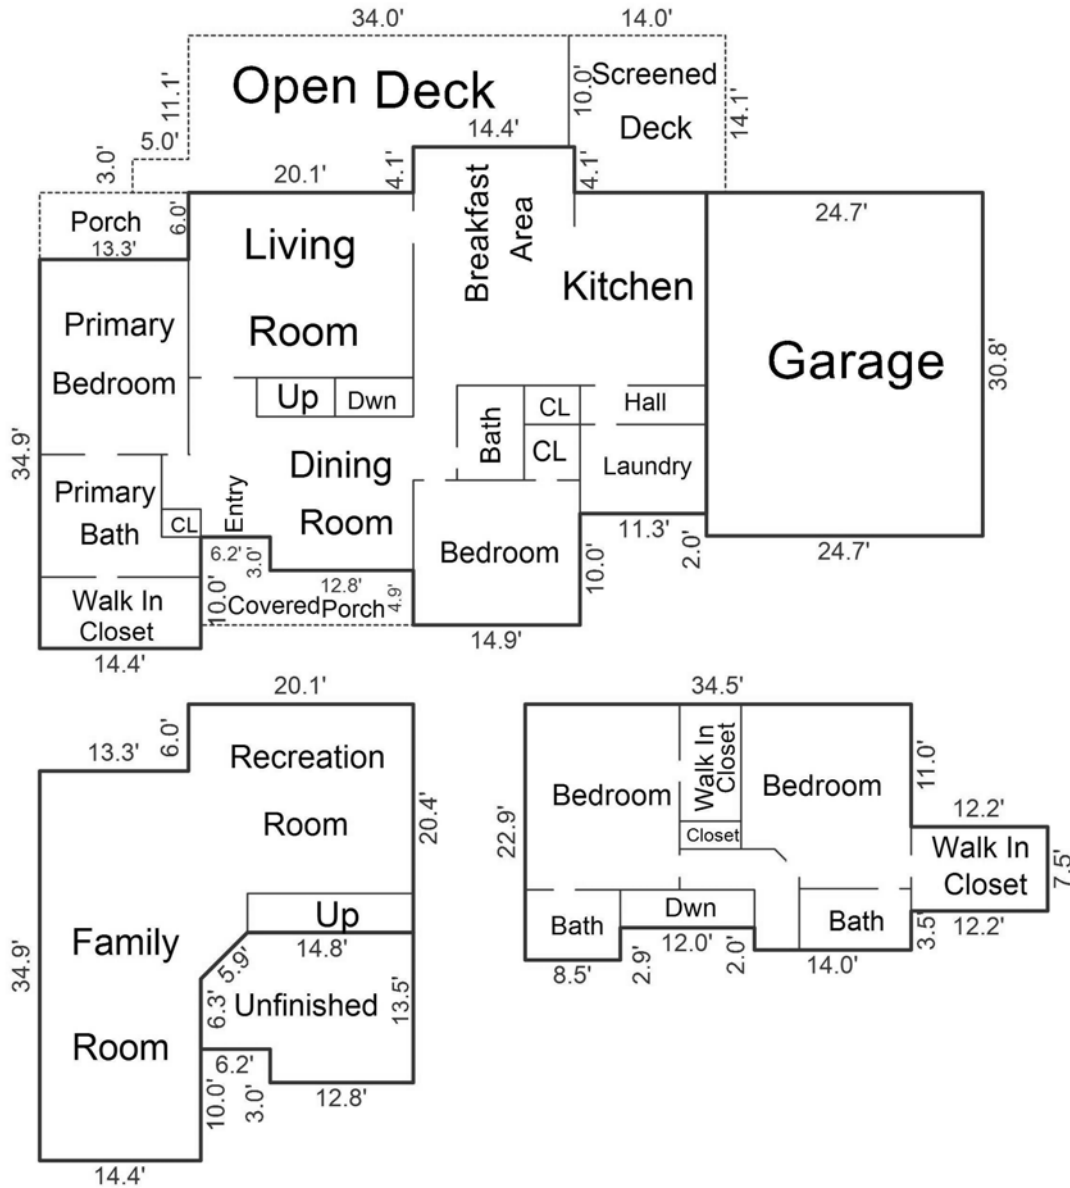 34.0'
14.0'
Open Deck
11.1'
10.0'
Screened
Deck
14.1'
5.0'
3.0'
14.4'
20.1'
4.1'
4.1'
Porch
6.0'
13.3'
Living
Room
Breakfast
Area
Kitchen
24.7'
Garage
30.8'
24.7'
Primary
Bedroom
34.9'
Up
Dwn
Bath
CL
CL
Hall
Laundry
Primary
Bath
CL
Entry
Dining
Room
Bedroom
11.3'
2.0'
10.0'
6.2'
3.0'
10.0'
12.8'
4.9'
Covered Porch
Walk In
Closet
14.4'
14.9'
20.1'
6.0'
13.3'
Recreation
Room
20.4'
Up
Family
Room
34.9'
14.8'
5.9'
6.3'
Unfinished
13.5'
6.2'
10.0'
3.0'
12.8'
14.4'
34.5'
Bedroom
Walk In
Closet
Closet
Bedroom
11.0'
22.9'
12.2'
Walk In
Closet
7.5'
12.2'
3.5'
Bath
Dwn
Bath
8.5'
2.9'
12.0'
2.0'
14.0'